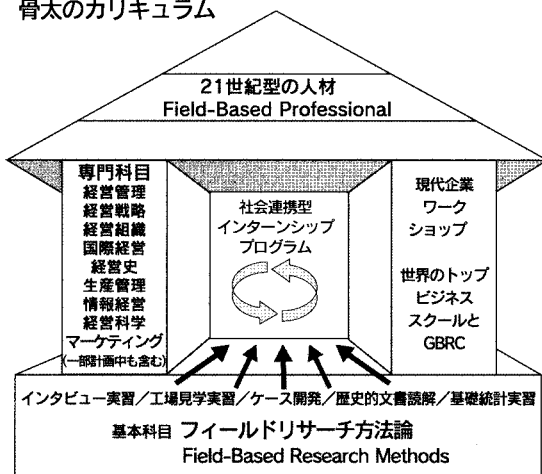 骨太のカリキュラム
21世紀型の人材
Field-Based Professional
専門科目
経営管理
経営戦略
経営組織
国際経営
経営史
生産管理
情報経営
経営科学
マーケティング
(一部計画中も含む)
社会連携型
インターンシップ
プログラム
現代企業
ワーク
ショップ
世界のトップ
ビジネス
スクールと
GBRC
インタビュー実習/工場見学実習/ケース開発/歴史的文書読解/基礎統計実習
基本科目 フィールドリサーチ方法論
Field-Based Research Methods